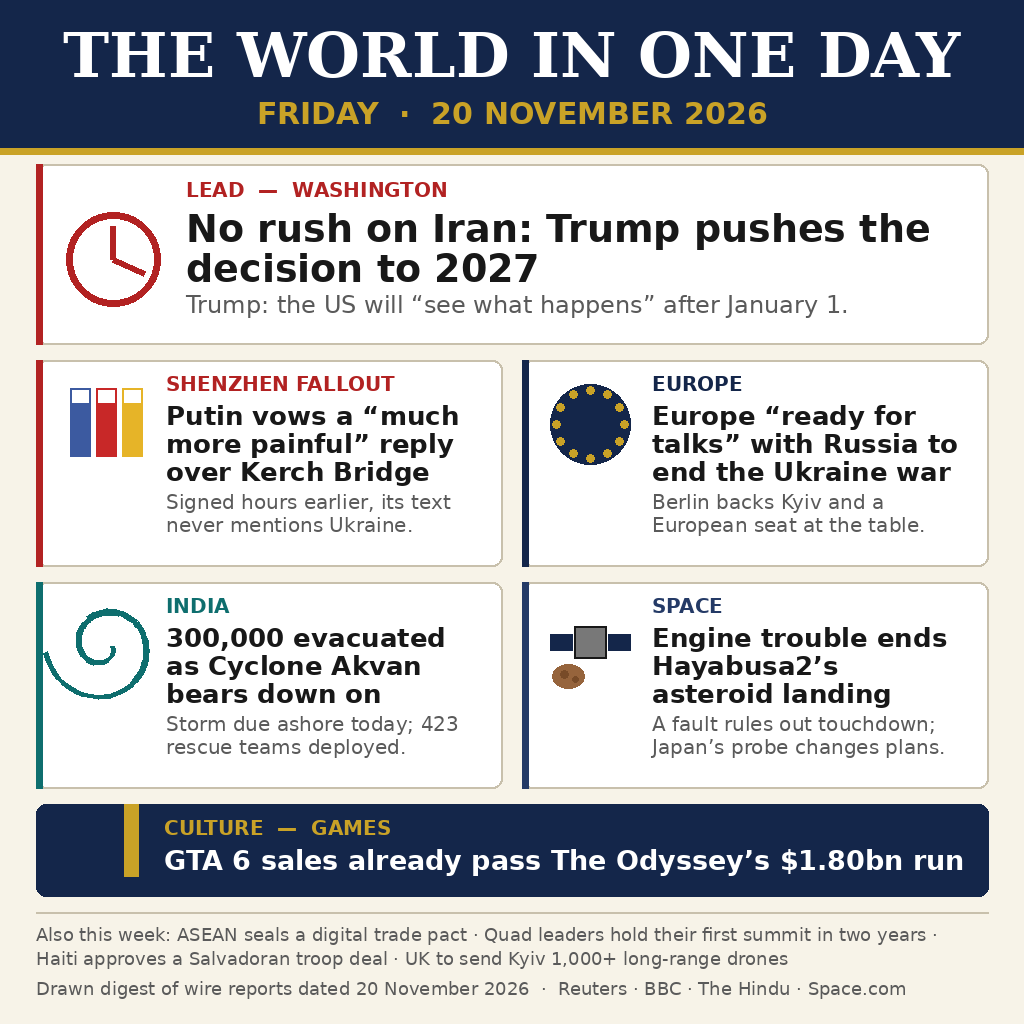 THE WORLD IN ONE DAY
FRIDAY · 20 NOVEMBER 2026
LEAD — WASHINGTON
No rush on Iran: Trump pushes the
decision to 2027
Trump: the US will “see what happens” after January 1.
SHENZHEN FALLOUT
Putin vows a “much
more painful” reply
over Kerch Bridge
Signed hours earlier, its text
never mentions Ukraine.
EUROPE
Europe “ready for
talks” with Russia to
end the Ukraine war
Berlin backs Kyiv and a
European seat at the table.
INDIA
300,000 evacuated
as Cyclone Akvan
bears down on
Storm due ashore today; 423
rescue teams deployed.
SPACE
Engine trouble ends
Hayabusa2’s
asteroid landing
A fault rules out touchdown;
Japan’s probe changes plans.
CULTURE — GAMES
GTA 6 sales already pass The Odyssey’s $1.80bn run
Also this week: ASEAN seals a digital trade pact · Quad leaders hold their first summit in two years ·
Haiti approves a Salvadoran troop deal · UK to send Kyiv 1,000+ long-range drones
Drawn digest of wire reports dated 20 November 2026 · Reuters · BBC · The Hindu · Space.com